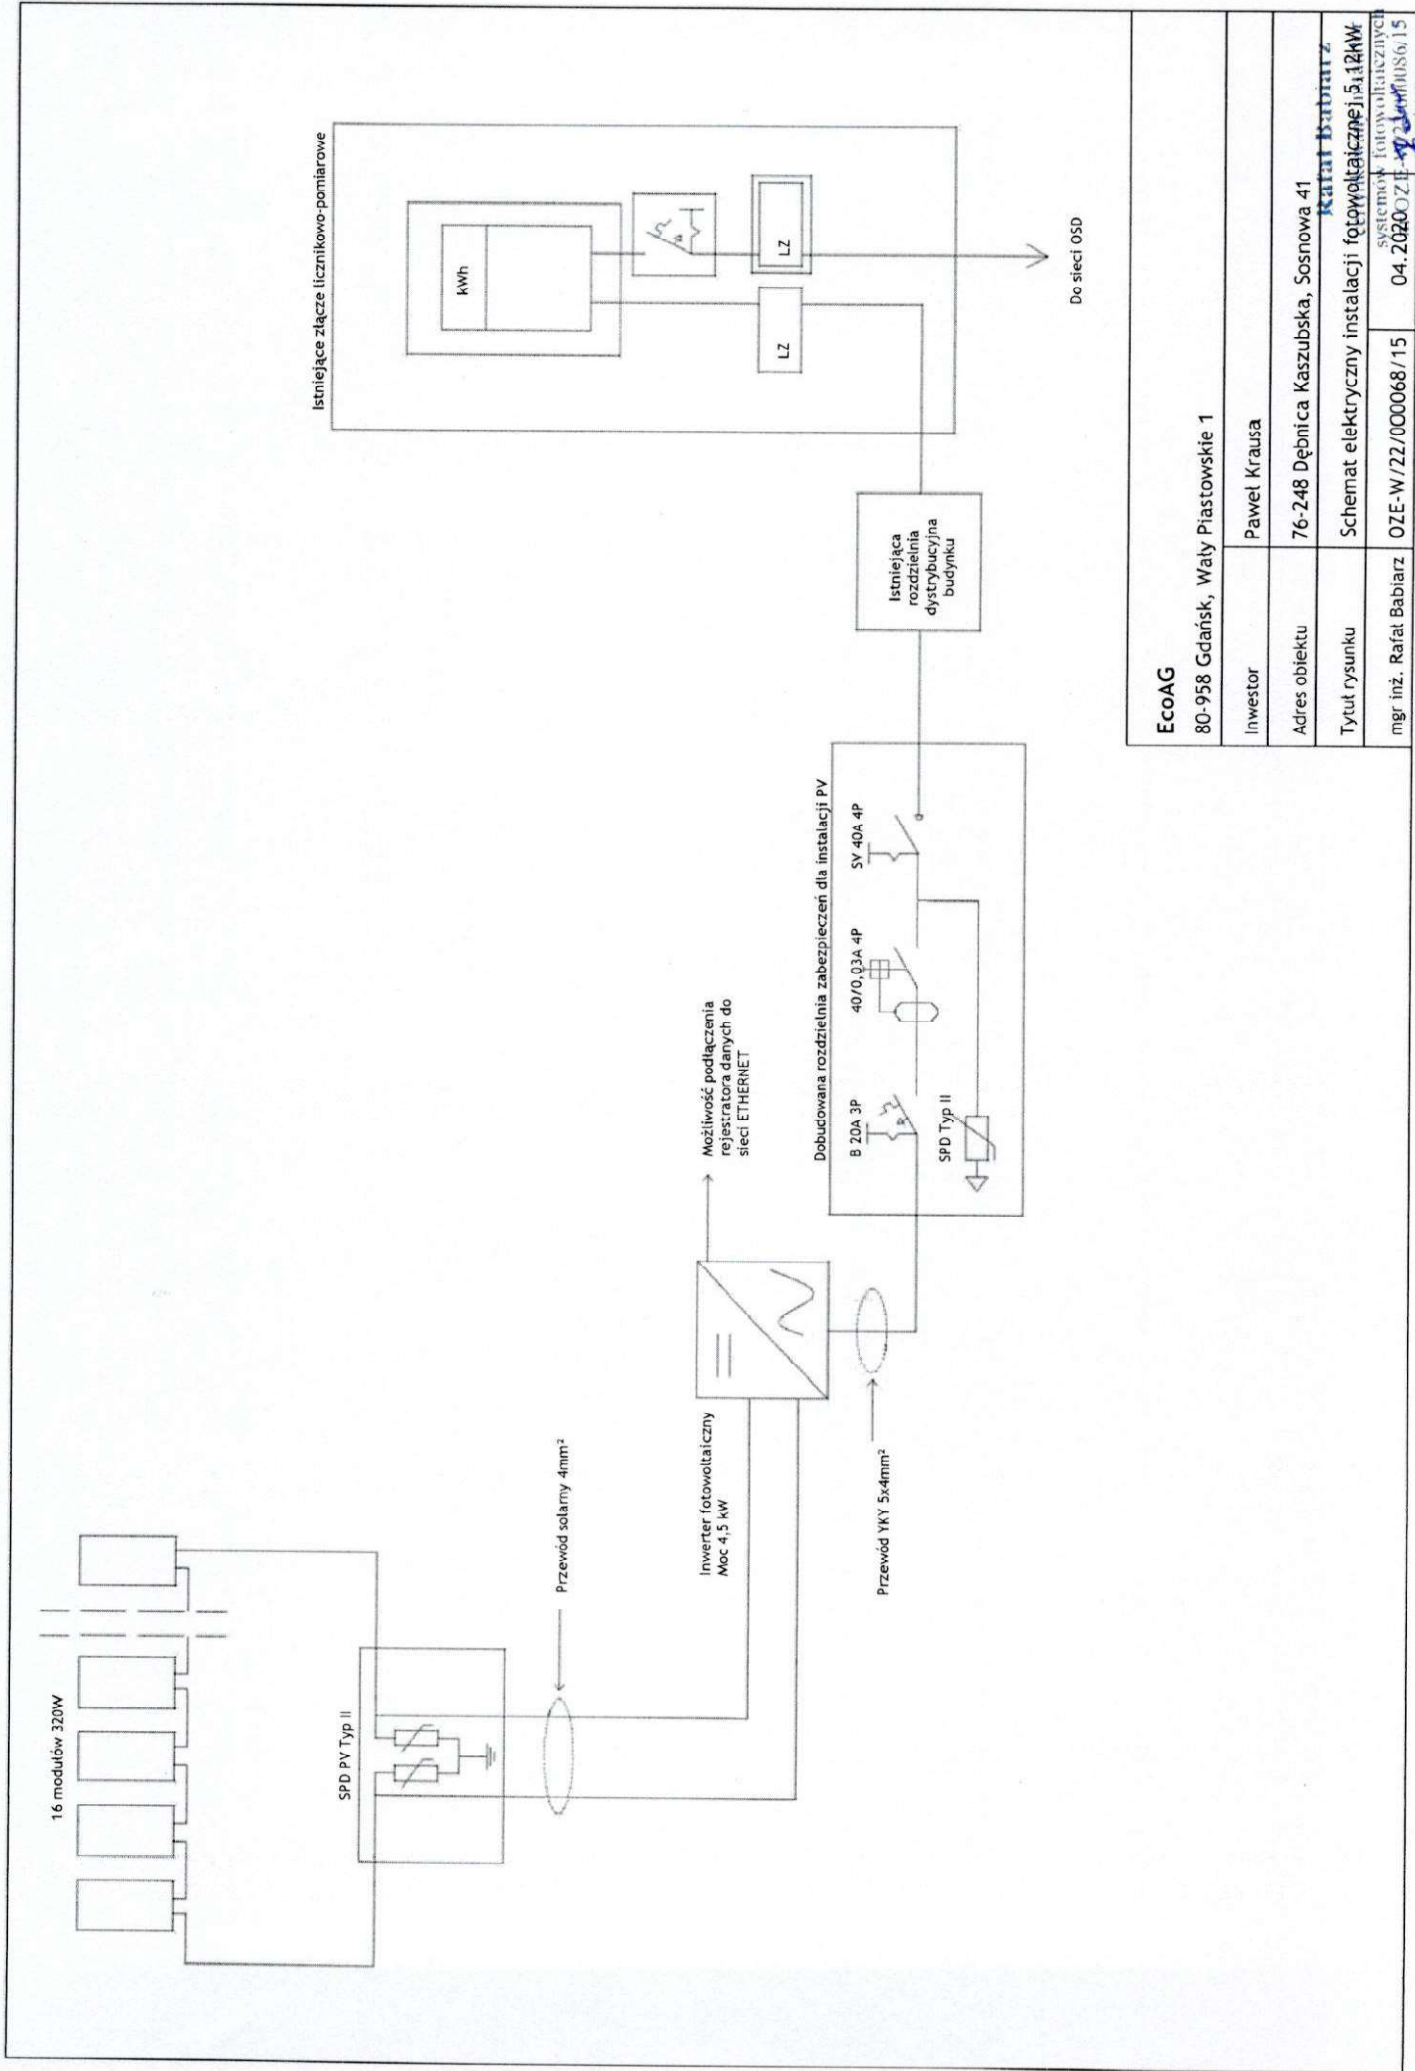 16 modułów 320W
SPD PV Typ II
Przewód solarny 4mm²
Inwerter fotowoltaiczny
Moc 4,5 kW
Przewód YKY 5x4mm²
Możliwość podłączenia
rejestratora danych do
sieci ETHERNET
Dobudowana rozdzielnia zabezpieczeń dla instalacji PV
B 20A 3P
40/0,03A 4P
SV 40A 4P
SPD Typ II
Istniejąca
rozdzielnia
dystrybucyjna
budynku
Istniejące złącze licznikowo-pomiarowe
kWh
LZ
LZ
Do sieci OSD
EcoAG
80-958 Gdańsk, Wały Piastowskie 1
Inwestor
Paweł Krausa
Adres obiektu
76-248 Dębnica Kaszubska, Sosnowa 41
Tytuł rysunku
Schemat elektryczny instalacji fotowoltaicznej 5,12kW
mgr inż. Rafał Babiarz
OZE-W/22/000068/15
04.2020
Rafał Babiarz
systemów fotowoltaicznych